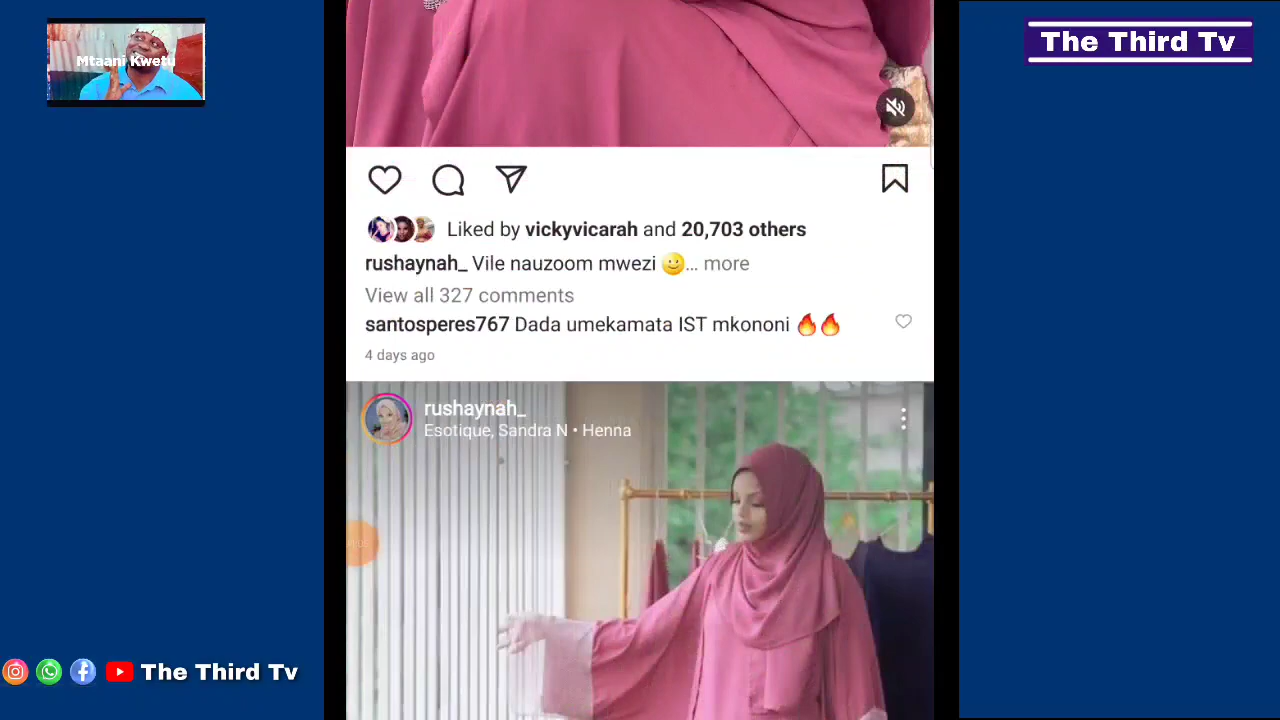 Mtaani Kwetu
The Third Tv
Liked by vickyvicarah and 20,703 others
rushaynah_ Vile nauzoom mwezi 🌝... more
View all 327 comments
santosperes767 Dada umekamata IST mkononi 🔥🔥
4 days ago
rushaynah_
Esotique, Sandra N • Henna
The Third Tv